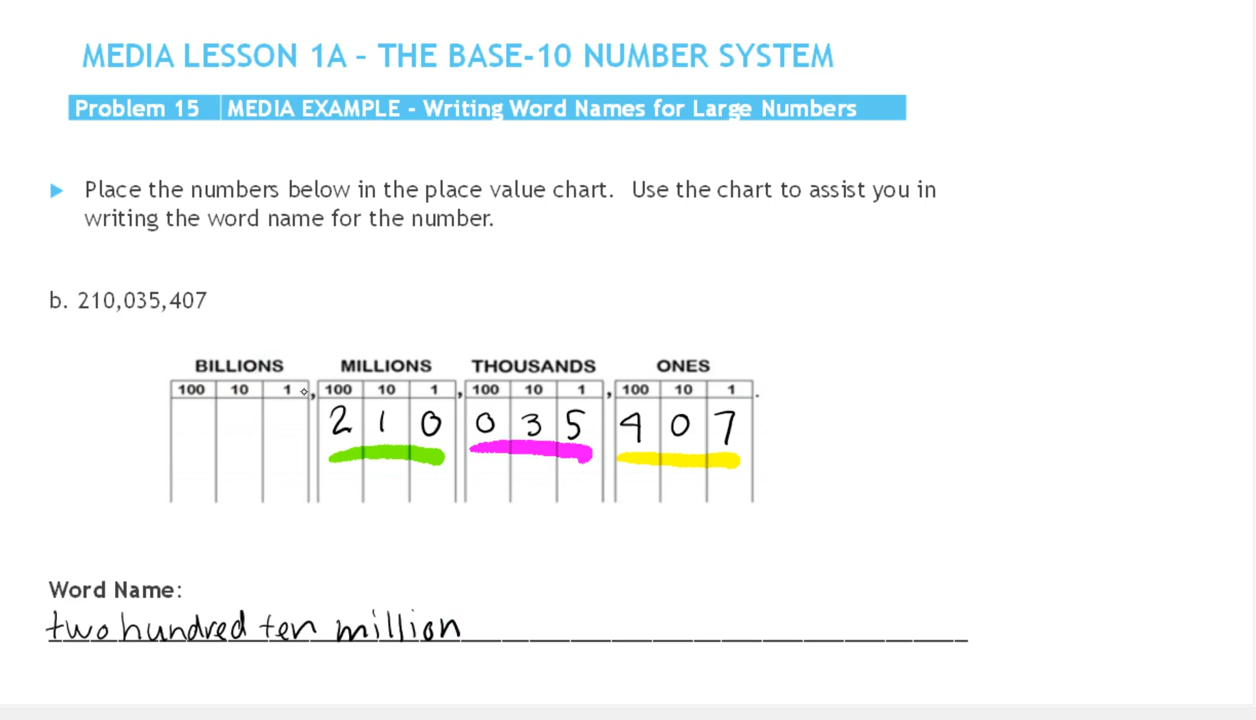 MEDIA LESSON 1A – THE BASE-10 NUMBER SYSTEM
Problem 15 MEDIA EXAMPLE - Writing Word Names for Large Numbers
Place the numbers below in the place value chart. Use the chart to assist you in
writing the word name for the number.
b. 210,035,407
BILLIONS MILLIONS THOUSANDS ONES
100 10 1 , 100 10 1 , 100 10 1 , 100 10 1 .
2 1 0 0 3 5 4 0 7
Word Name:
two hundred ten million